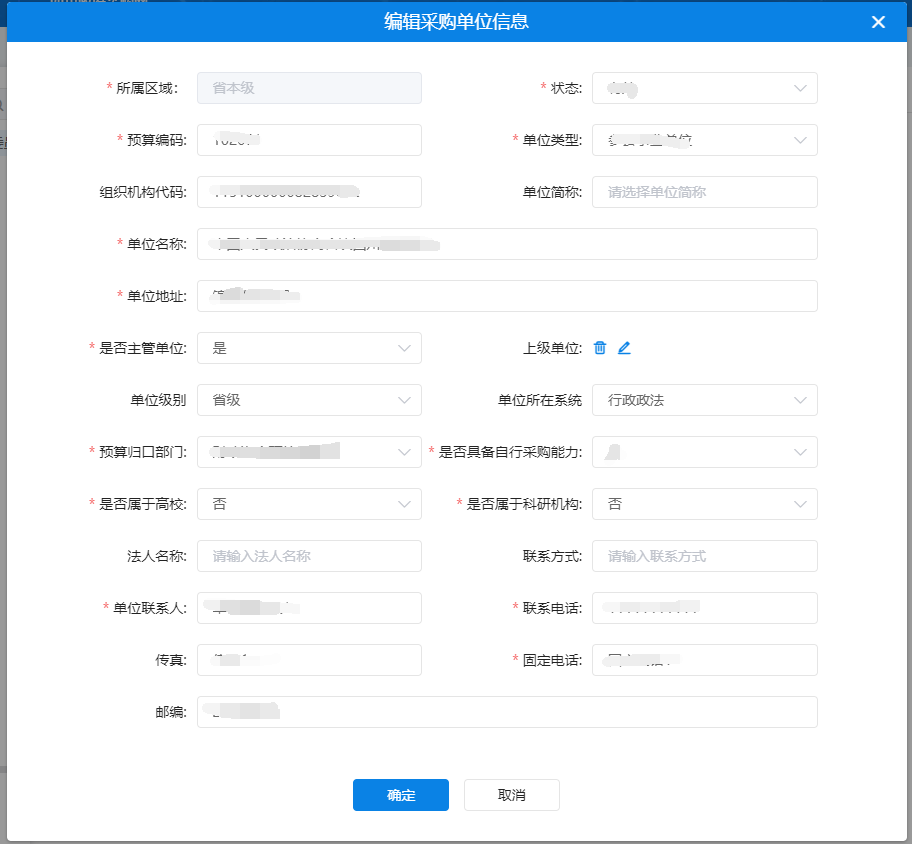 编辑采购单位信息
* 所属区域: 省本级 * 状态:
* 预算编码: * 单位类型:
组织机构代码: 单位简称: 请选择单位简称
* 单位名称:
* 单位地址:
* 是否主管单位: 是 上级单位:
单位级别 省级 单位所在系统 行政政法
* 预算归口部门: * 是否具备自行采购能力:
* 是否属于高校: 否 * 是否属于科研机构: 否
法人名称: 请输入法人名称 联系方式: 请输入联系方式
* 单位联系人: * 联系电话:
传真: * 固定电话:
邮编:
确定 取消